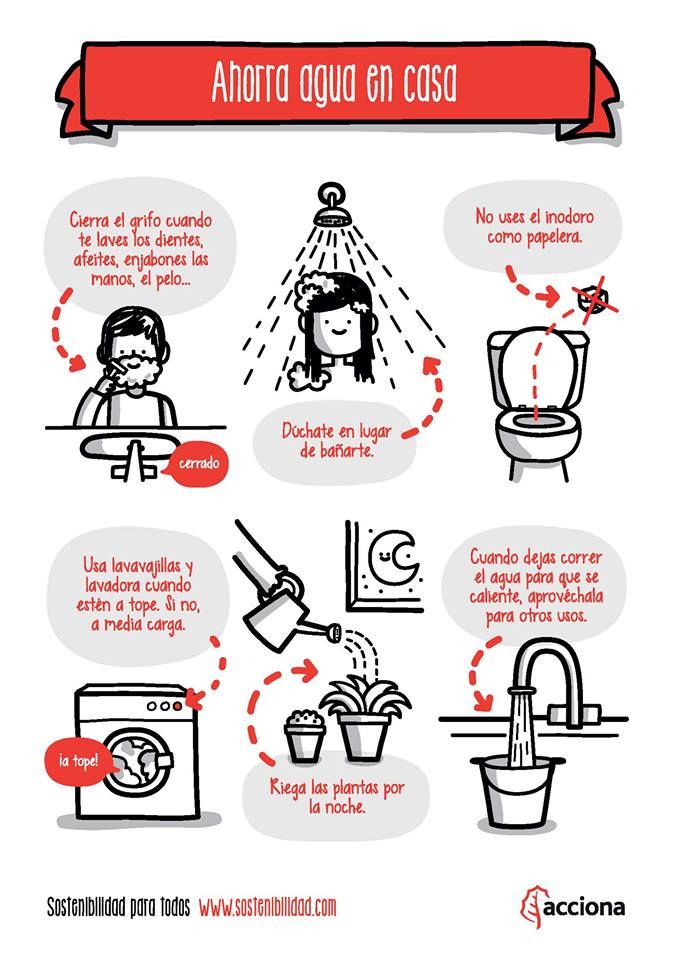 Ahorra agua en casa
Cierra el grifo cuando
te laves los dientes,
afeites, enjabones las
manos, el pelo...
cerrado
Dúchate en lugar
de bañarte.
No uses el inodoro
como papelera.
Usa lavavajillas y
lavadora cuando
estén a tope. Si no,
a media carga.
¡a tope!
Riega las plantas por
la noche.
Cuando dejas correr
el agua para que se
caliente, aprovéchala
para otros usos.
Sostenibilidad para todos www.sostenibilidad.com
acciona